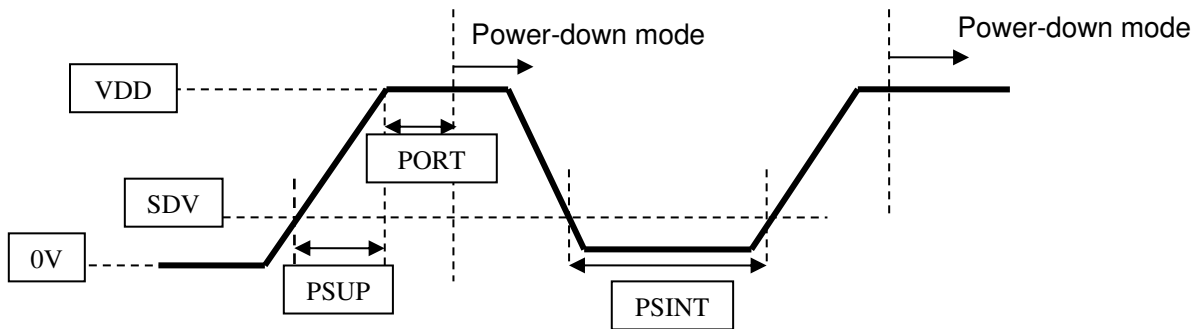 Power-down mode
Power-down mode
VDD
PORT
SDV
0V
PSUP
PSINT